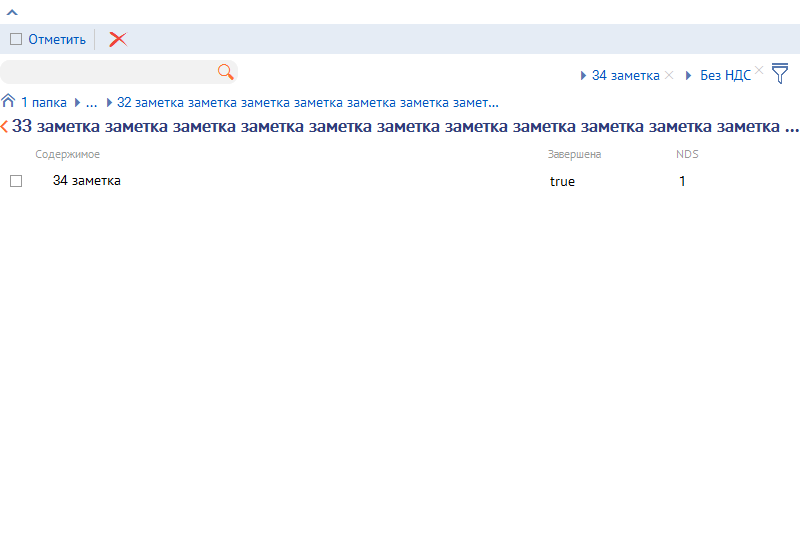 Отметить
34 заметка Без НДС
1 папка ... 32 заметка заметка заметка заметка заметка заметка замет...
33 заметка заметка заметка заметка заметка заметка заметка заметка заметка заметка заметка ...
Содержимое Завершена NDS
34 заметка true 1